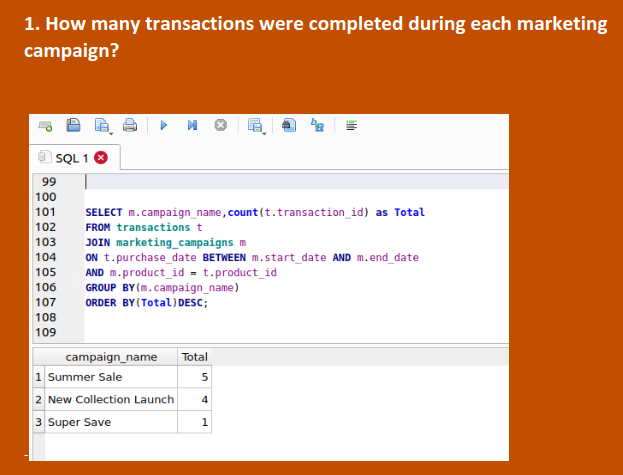 1. How many transactions were completed during each marketing
campaign?
SQL 1
99
100
101 SELECT m.campaign_name,count(t.transaction_id) as Total
102 FROM transactions t
103 JOIN marketing_campaigns m
104 ON t.purchase_date BETWEEN m.start_date AND m.end_date
105 AND m.product_id = t.product_id
106 GROUP BY(m.campaign_name)
107 ORDER BY(Total)DESC;
108
109
campaign_name Total
1 Summer Sale 5
2 New Collection Launch 4
3 Super Save 1